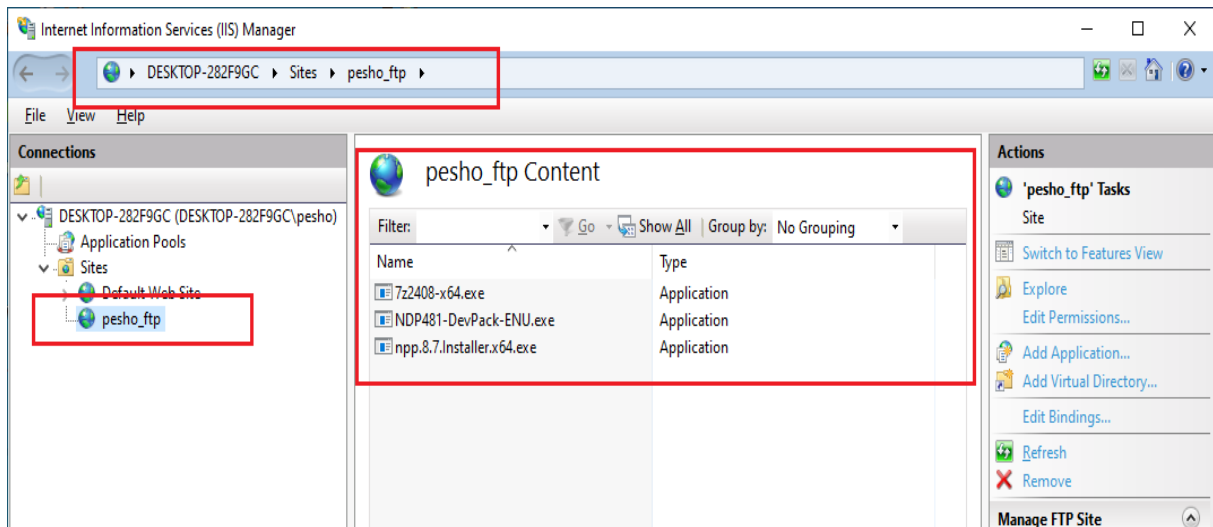 Internet Information Services (IIS) Manager
DESKTOP-282F9GC Sites pesho_ftp
File View Help
Connections
DESKTOP-282F9GC (DESKTOP-282F9GC\pesho)
Application Pools
Sites
Default Web Site
pesho_ftp
pesho_ftp Content
Filter: Go Show All Group by: No Grouping
Name Type
7z2408-x64.exe Application
NDP481-DevPack-ENU.exe Application
npp.8.7.Installer.x64.exe Application
Actions
'pesho_ftp' Tasks
Site
Switch to Features View
Explore
Edit Permissions...
Add Application...
Add Virtual Directory...
Edit Bindings...
Refresh
Remove
Manage FTP Site